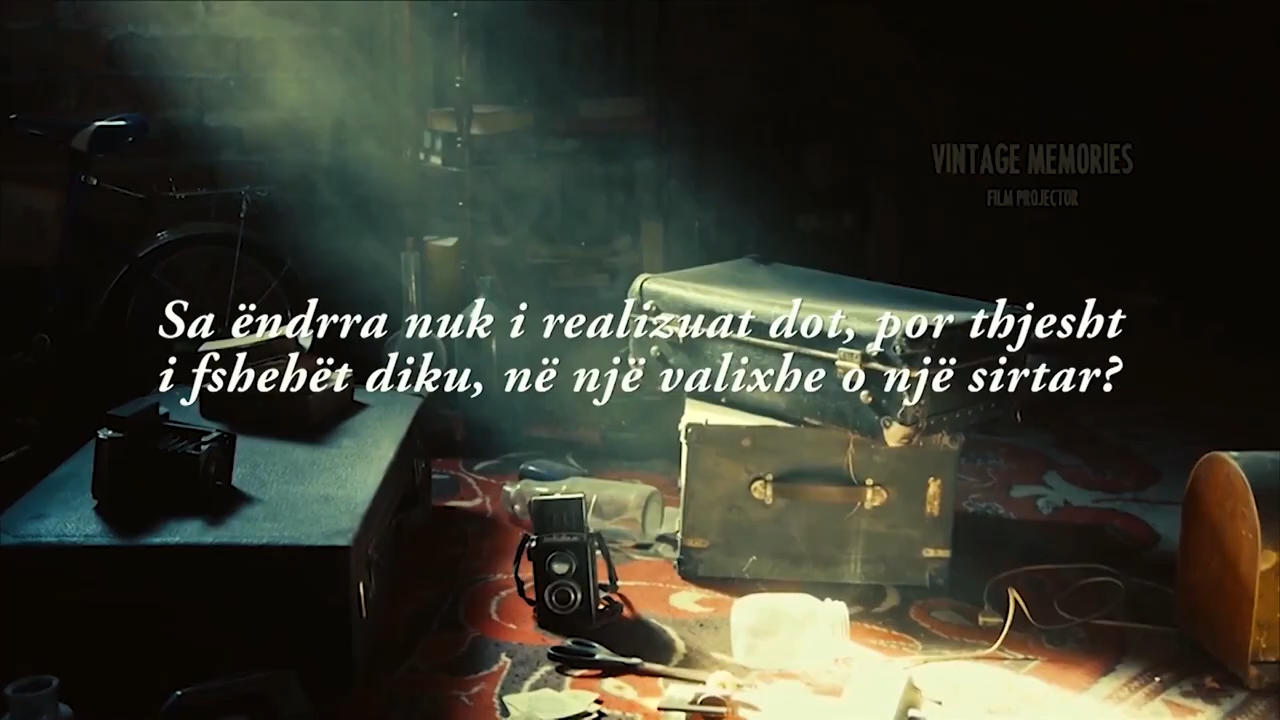 VINTAGE MEMORIES
FILM PROJECTOR
Sa ëndrra nuk i realizuat dot, por thjesht
i fshehët diku, në një valixhe o një sirtar?